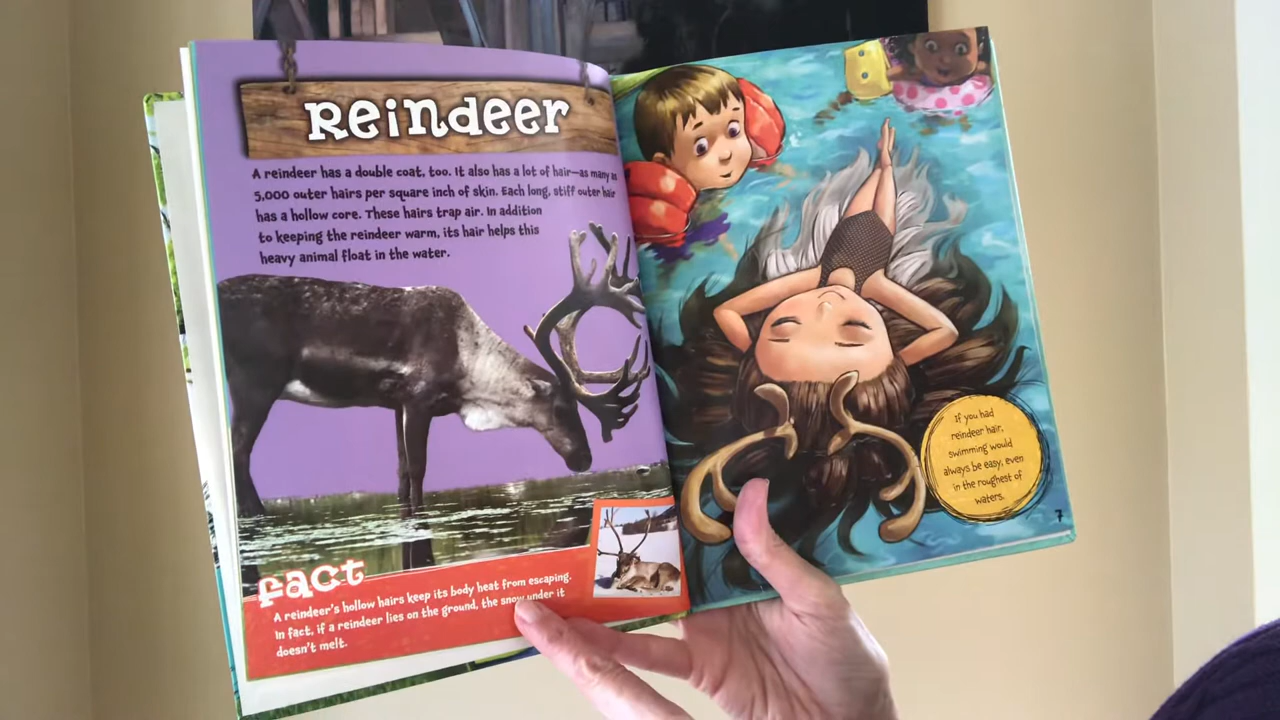 Reindeer
A reindeer has a double coat, too. It also has a lot of hair—as many as
5,000 outer hairs per square inch of skin. Each long, stiff outer hair
has a hollow core. These hairs trap air. In addition
to keeping the reindeer warm, its hair helps this
heavy animal float in the water.
fact
A reindeer's hollow hairs keep its body heat from escaping.
In fact, if a reindeer lies on the ground, the snow under it
doesn't melt.
If you had
reindeer hair,
swimming would
always be easy, even
in the roughest of
waters.
7